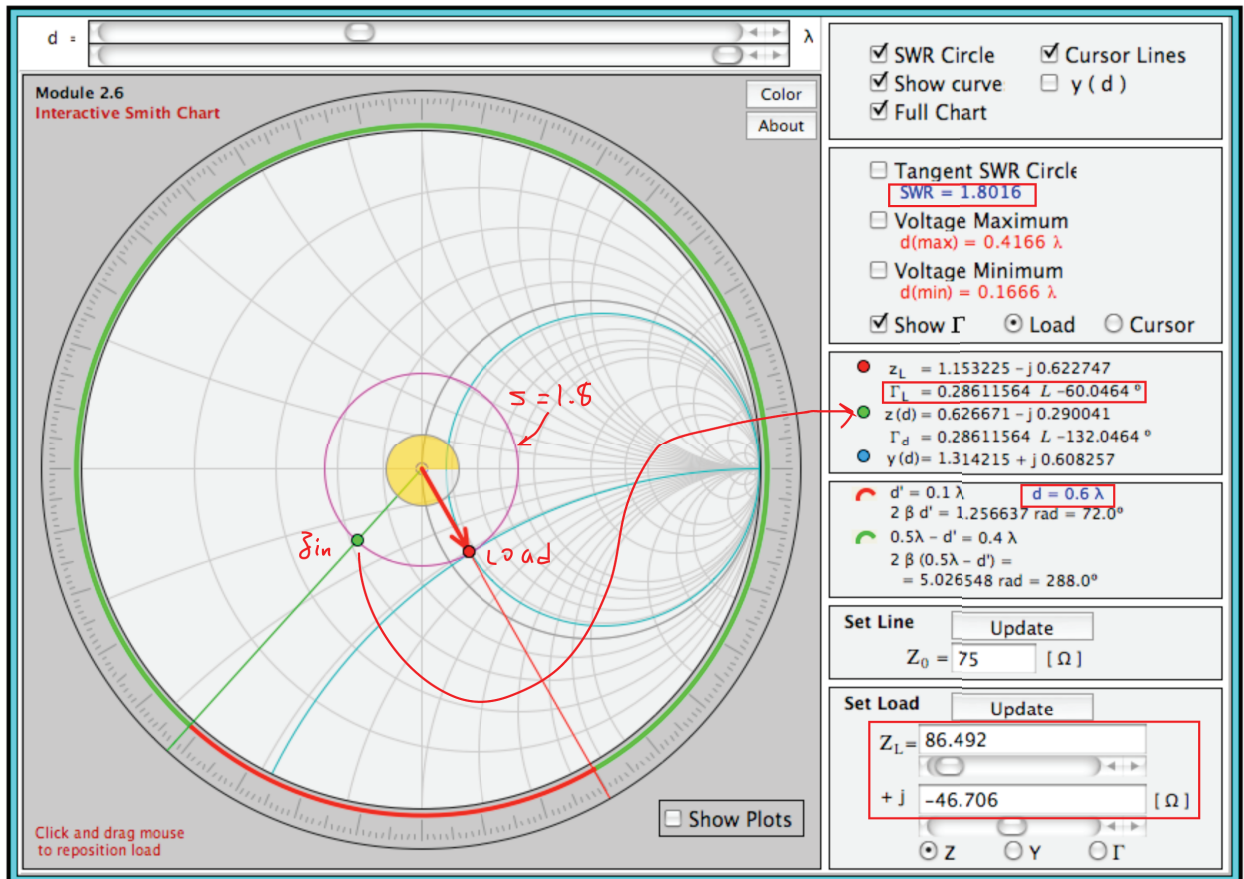 d = λ
Module 2.6
Interactive Smith Chart
Color
About
s = 1.8
zin
Load
Click and drag mouse
to reposition load
Show Plots
SWR Circle Cursor Lines
Show curve y ( d )
Full Chart
Tangent SWR Circle
SWR = 1.8016
Voltage Maximum
d(max) = 0.4166 λ
Voltage Minimum
d(min) = 0.1666 λ
Show Γ Load Cursor
z_L = 1.153225 - j 0.622747
Γ_L = 0.28611564 L -60.0464 º
z (d) = 0.626671 - j 0.290041
Γ_d = 0.28611564 L -132.0464 º
y (d)= 1.314215 + j 0.608257
d' = 0.1 λ d = 0.6 λ
2 β d' = 1.256637 rad = 72.0º
0.5λ - d' = 0.4 λ
2 β (0.5λ - d') =
= 5.026548 rad = 288.0º
Set Line Update
Z_0 = 75 [ Ω ]
Set Load Update
Z_L= 86.492
+ j -46.706 [ Ω ]
Z Y Γ